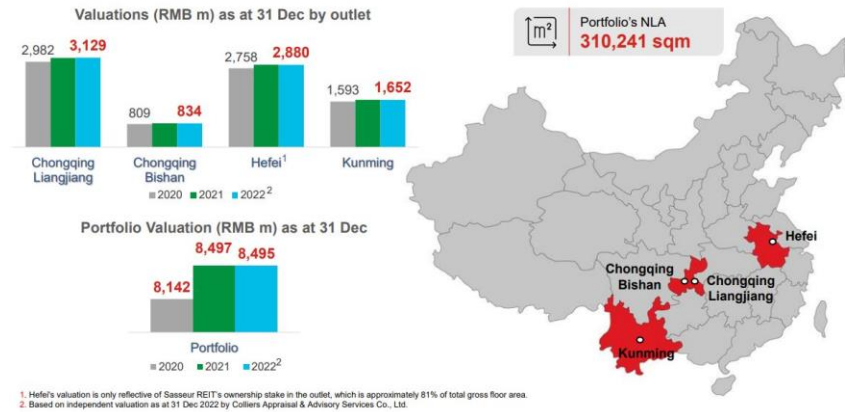 Valuations (RMB m) as at 31 Dec by outlet
2,982 3,129
809 834
2,758 2,880
1,593 1,652
Chongqing
Liangjiang
Chongqing
Bishan
Hefei1
Kunming
2020 2021 20222
Portfolio Valuation (RMB m) as at 31 Dec
8,142 8,497 8,495
Portfolio
2020 2021 20222
m²
Portfolio's NLA
310,241 sqm
Hefei
Chongqing
Bishan
Chongqing
Liangjiang
Kunming
1. Hefei's valuation is only reflective of Sasseur REIT's ownership stake in the outlet, which is approximately 81% of total gross floor area.
2. Based on independent valuation as at 31 Dec 2022 by Colliers Appraisal & Advisory Services Co., Ltd.